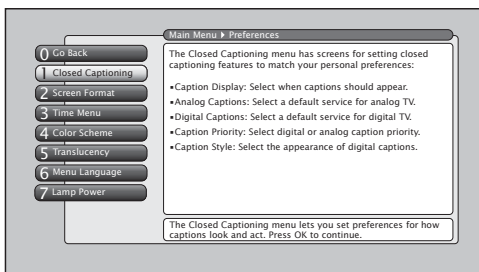 Main Menu ▶ Preferences
0 Go Back
1 Closed Captioning
2 Screen Format
3 Time Menu
4 Color Scheme
5 Translucency
6 Menu Language
7 Lamp Power
The Closed Captioning menu has screens for setting closed
captioning features to match your personal preferences:
▪Caption Display: Select when captions should appear.
▪Analog Captions: Select a default service for analog TV.
▪Digital Captions: Select a default service for digital TV.
▪Caption Priority: Select digital or analog caption priority.
▪Caption Style: Select the appearance of digital captions.
The Closed Captioning menu lets you set preferences for how
captions look and act. Press OK to continue.